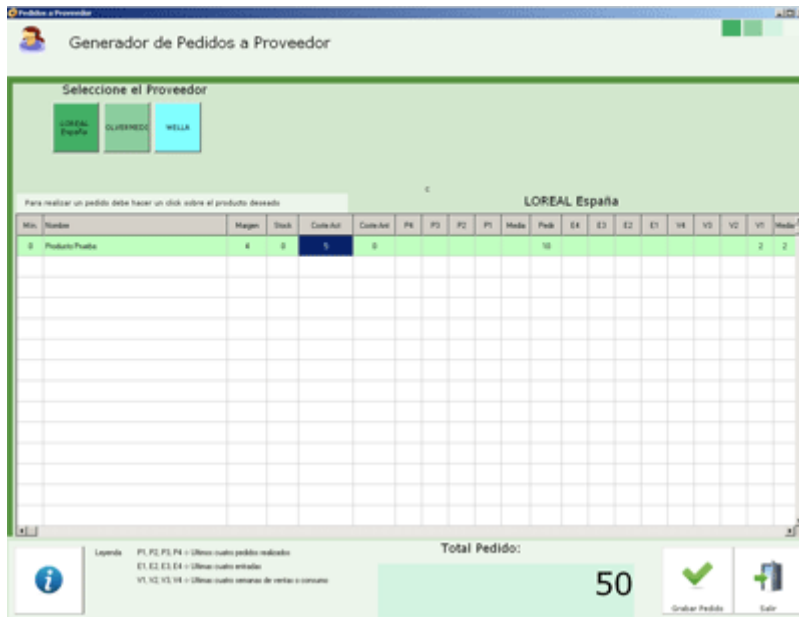 Pedidos a Proveedor
Generador de Pedidos a Proveedor
Seleccione el Proveedor
LOREAL España
OLVERMEDO
WELLA
C
Para realizar un pedido debe hacer un click sobre el producto deseado
LOREAL España
Min. Nombre Margen Stock Coste Act Coste Ant P4 P3 P2 P1 Media Pedir E4 E3 E2 E1 V4 V3 V2 V1 Media
0 Producto Prueba 4 0 5 0 10 2 2
Leyenda P1, P2, P3, P4 -> Ultimos cuatro pedidos realizados
E1, E2, E3, E4 -> Ultimas cuatro entradas
V1, V2, V3, V4 -> Ultimas cuatro semanas de ventas o consumo
Total Pedido:
50
Grabar Pedido
Salir